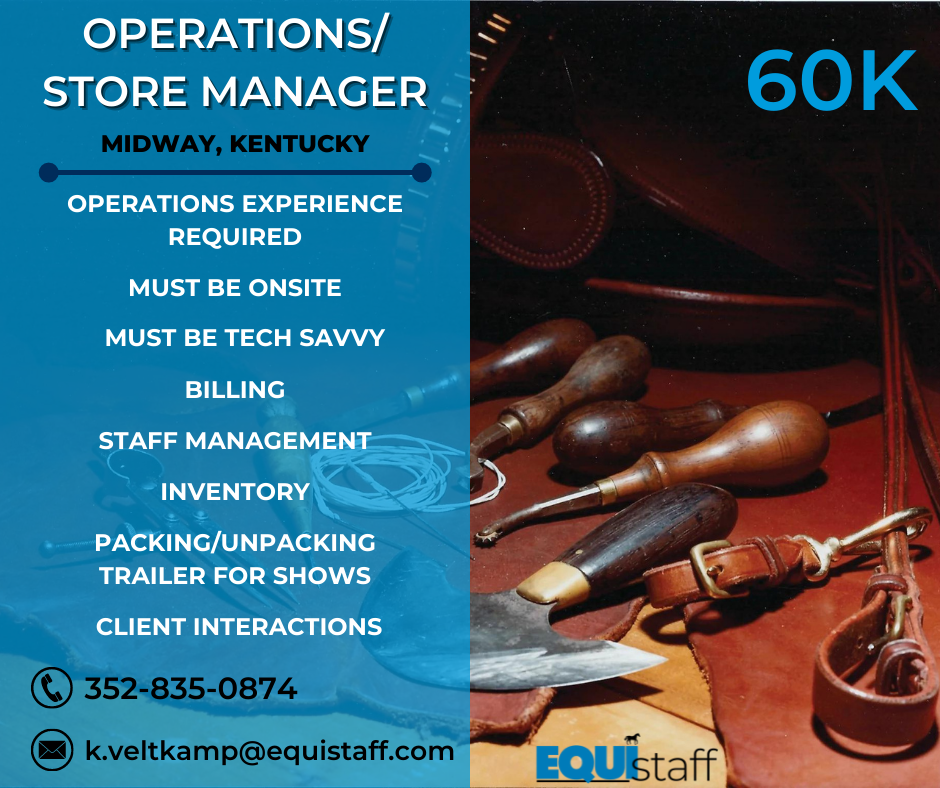 OPERATIONS/
STORE MANAGER
MIDWAY, KENTUCKY
OPERATIONS EXPERIENCE
REQUIRED
MUST BE ONSITE
MUST BE TECH SAVVY
BILLING
STAFF MANAGEMENT
INVENTORY
PACKING/UNPACKING
TRAILER FOR SHOWS
CLIENT INTERACTIONS
352-835-0874
k.veltkamp@equistaff.com
60K
EQUistaff